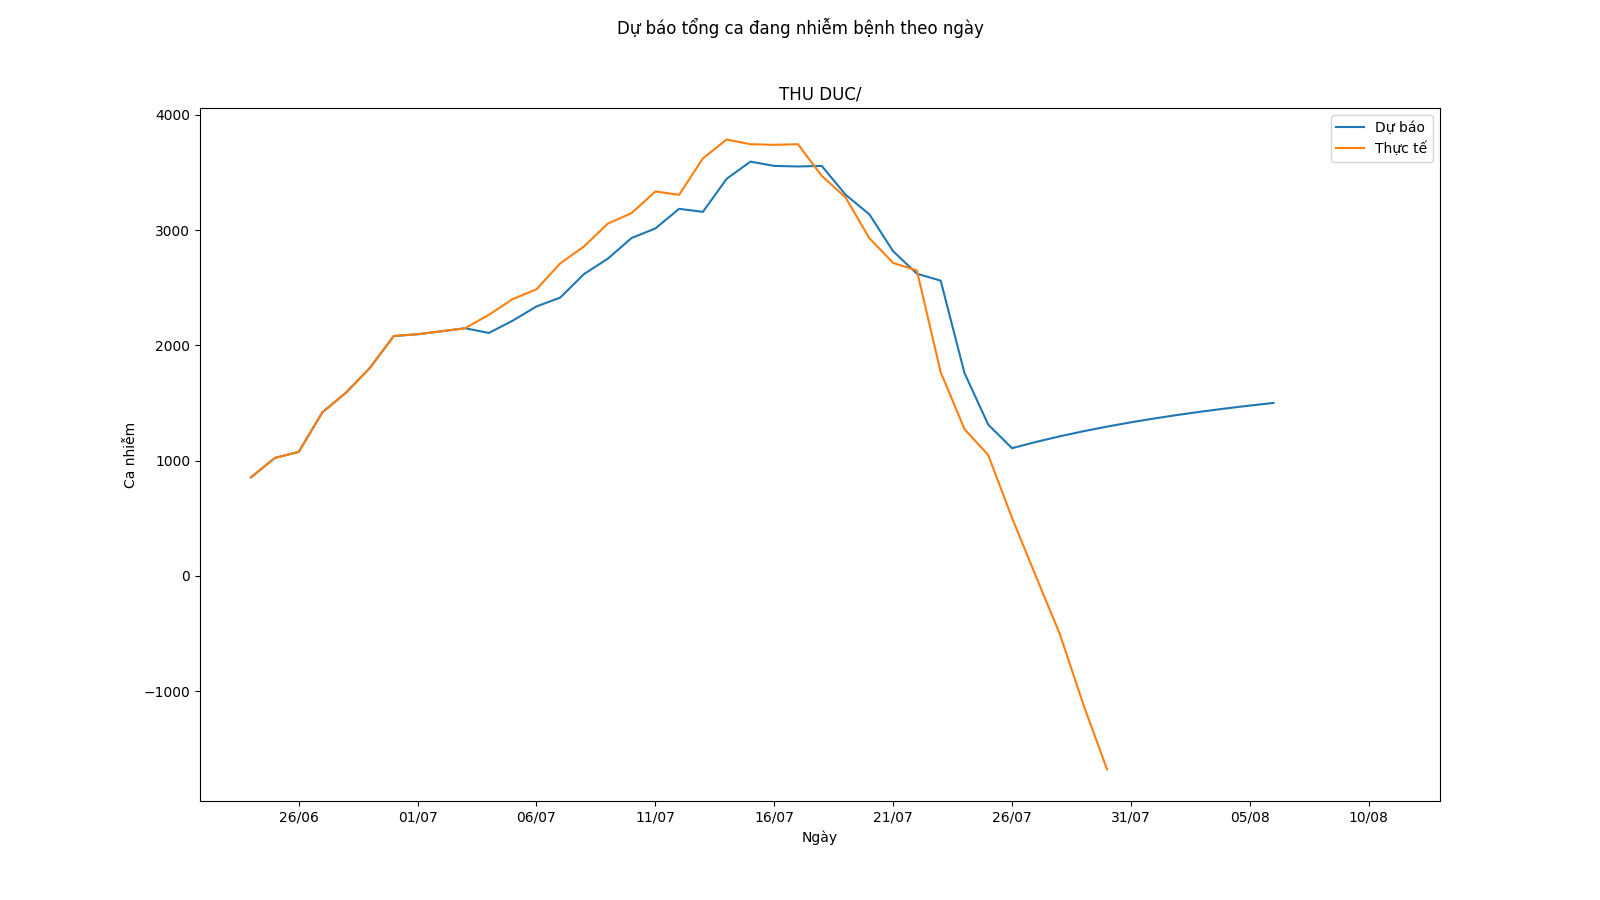 Dự báo tổng ca đang nhiễm bệnh theo ngày
THU DUC/
Dự báo
Thực tế
4000
3000
2000
1000
0
−1000
Ca nhiễm
26/06
01/07
06/07
11/07
16/07
21/07
26/07
31/07
05/08
10/08
Ngày